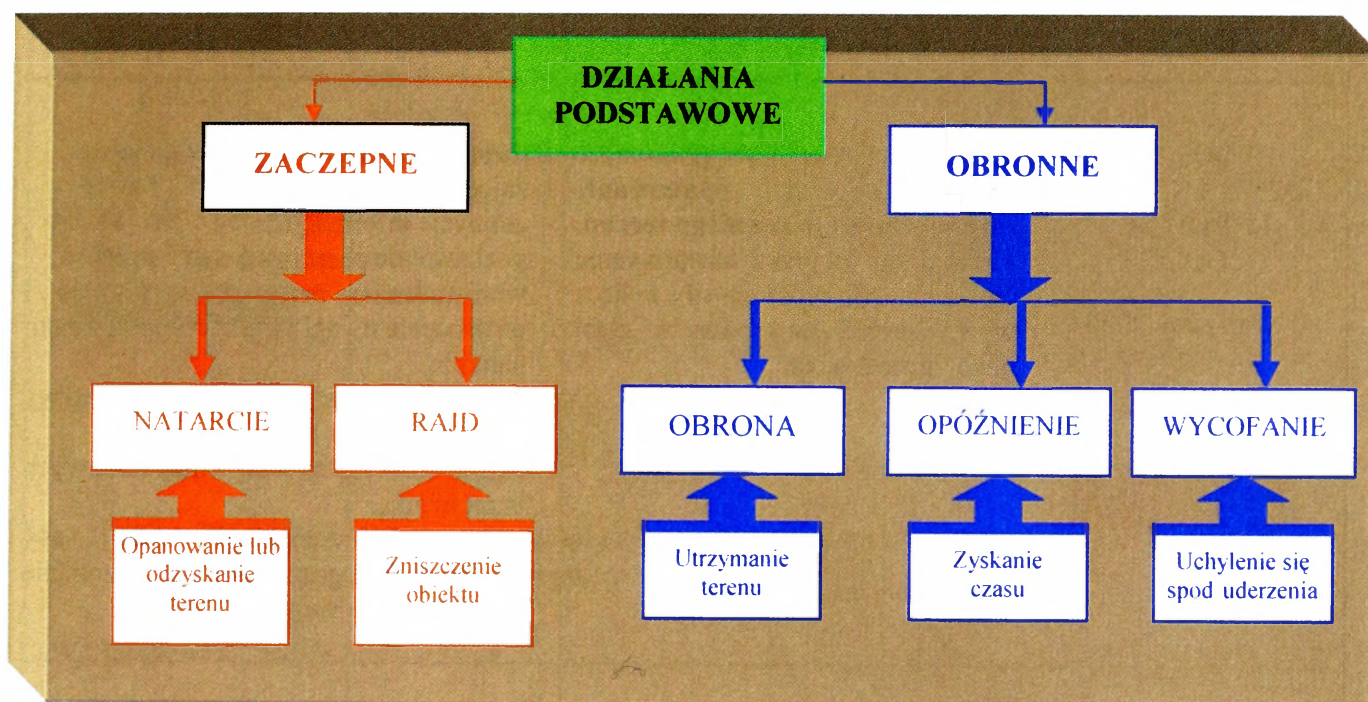 DZIAŁANIA
PODSTAWOWE
ZACZEPNE
OBRONNE
NATARCIE
RAJD
OBRONA
OPÓŹNIENIE
WYCOFANIE
Opanowanie lub
odzyskanie
terenu
Zniszczenie
obiektu
Utrzymanie
terenu
Zyskanie
czasu
Uchylenie się
spod uderzenia